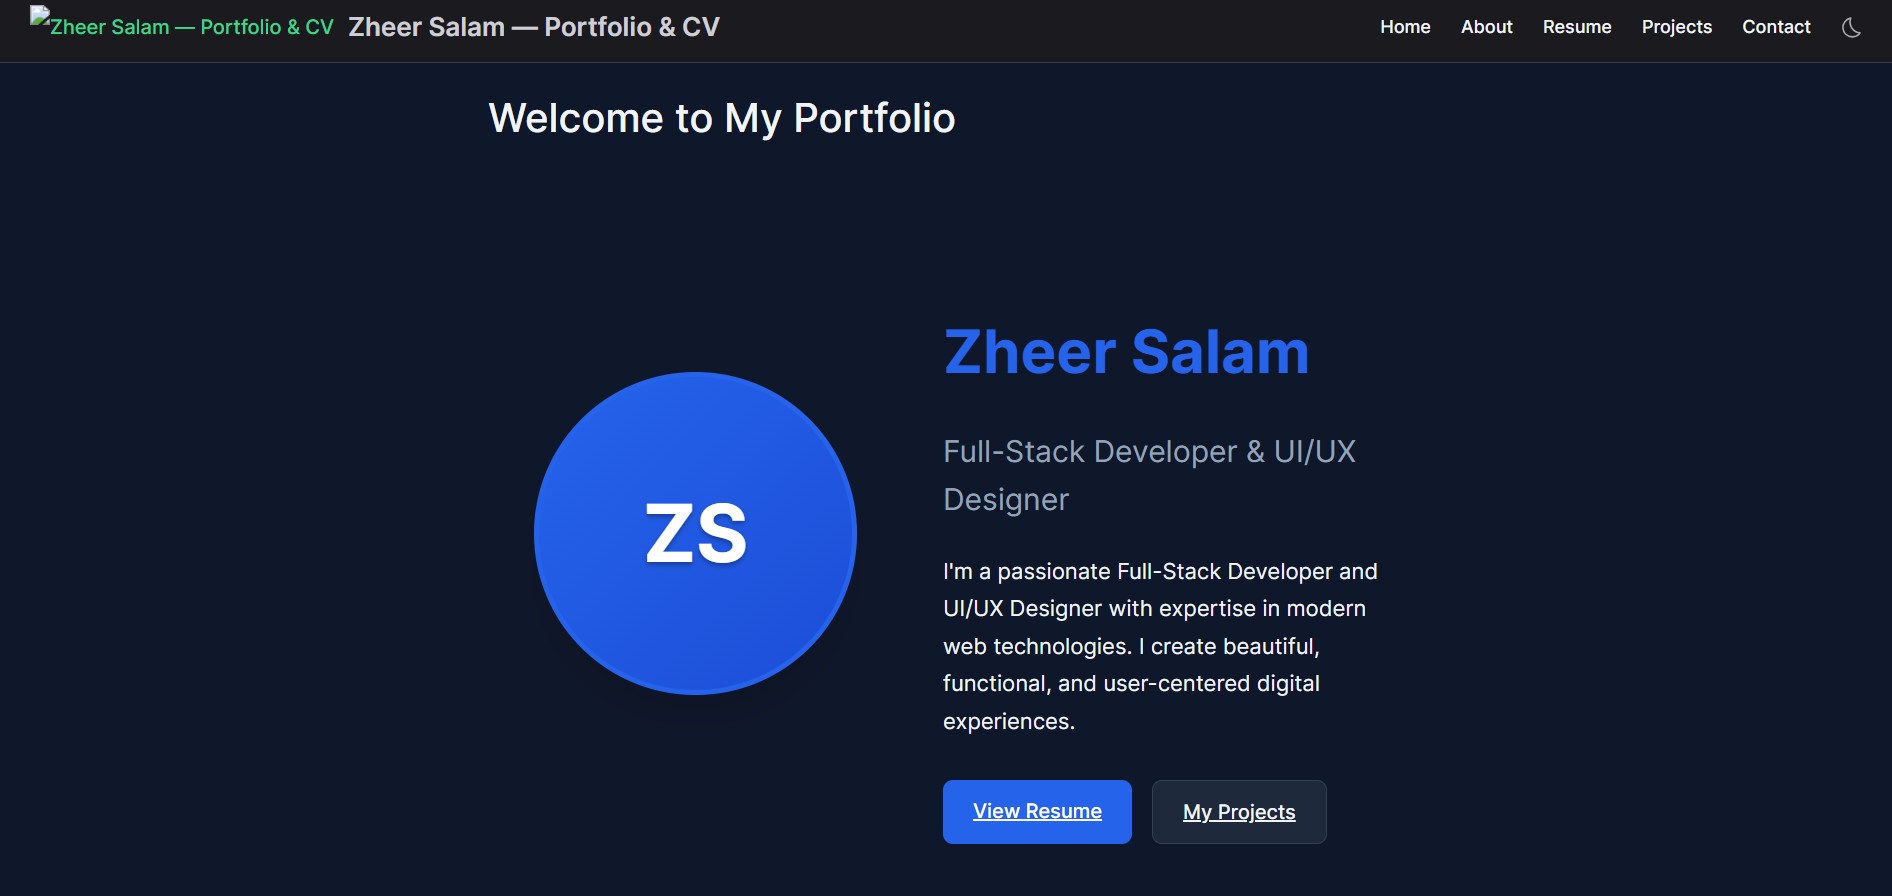 Zheer Salam — Portfolio & CV
Zheer Salam — Portfolio & CV
Home
About
Resume
Projects
Contact
Welcome to My Portfolio
ZS
Zheer Salam
Full-Stack Developer & UI/UX
Designer
I'm a passionate Full-Stack Developer and
UI/UX Designer with expertise in modern
web technologies. I create beautiful,
functional, and user-centered digital
experiences.
View Resume
My Projects